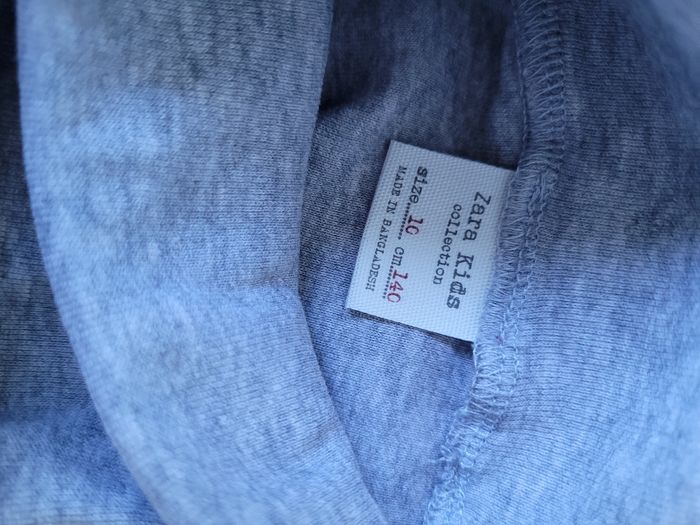 Zara Kids
collection
size......10...... cm......140......
MADE IN BANGLADESH